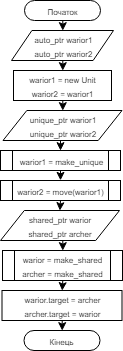 Початок
auto_ptr warior1
auto_ptr warior2
warior1 = new Unit
warior2 = warior1
unique_ptr warior1
unique_ptr warior2
warior1 = make_unique
warior2 = move(warior1)
shared_ptr warior
shared_ptr archer
warior = make_shared
archer = make_shared
warior.target = archer
archer.target = warior
Кінець